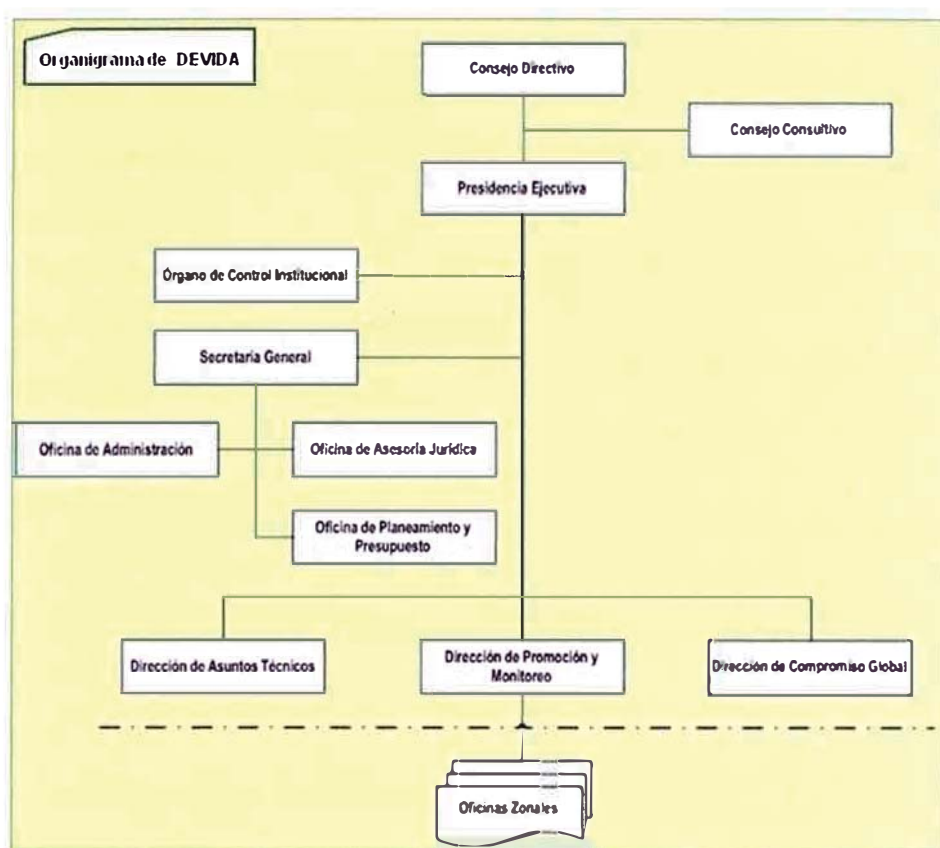 Organigrama de DEVIDA
Consejo Directivo
Consejo Consultivo
Presidencia Ejecutiva
Órgano de Control Institucional
Secretaría General
Oficina de Administración
Oficina de Asesoría Jurídica
Oficina de Planeamiento y
Presupuesto
Dirección de Asuntos Técnicos
Dirección de Promoción y
Monitoreo
Dirección de Compromiso Global
Oficinas Zonales